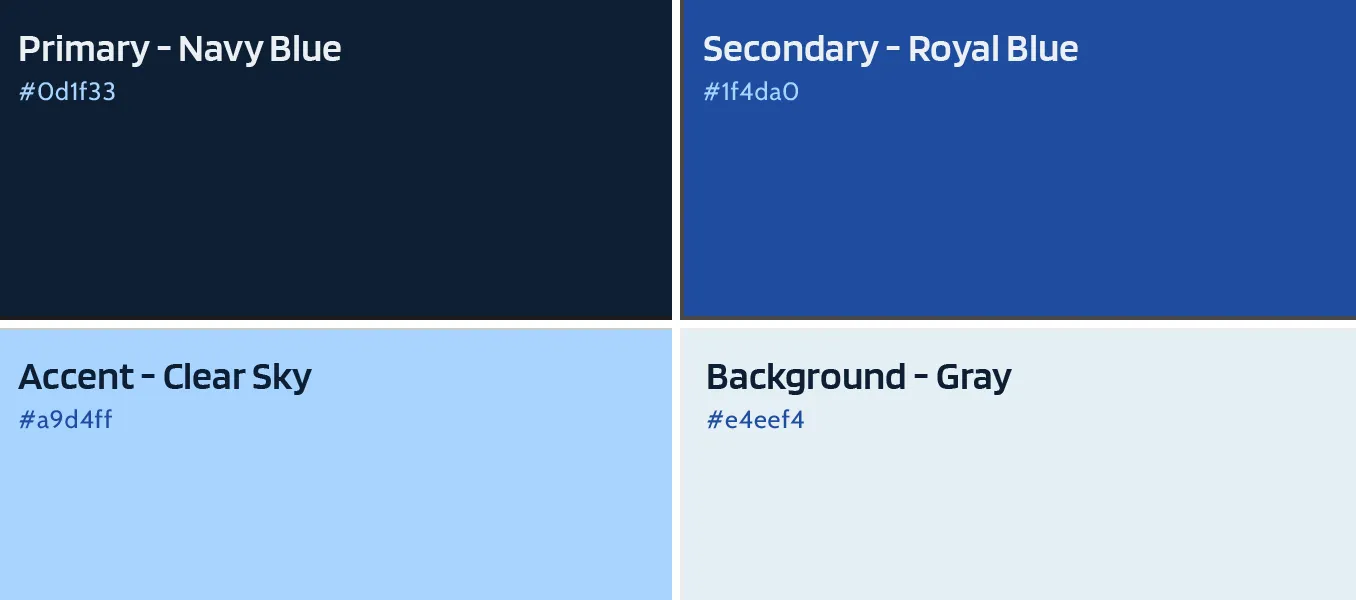 Primary - Navy Blue
#0d1f33
Secondary - Royal Blue
#1f4da0
Accent - Clear Sky
#a9d4ff
Background - Gray
#e4eef4